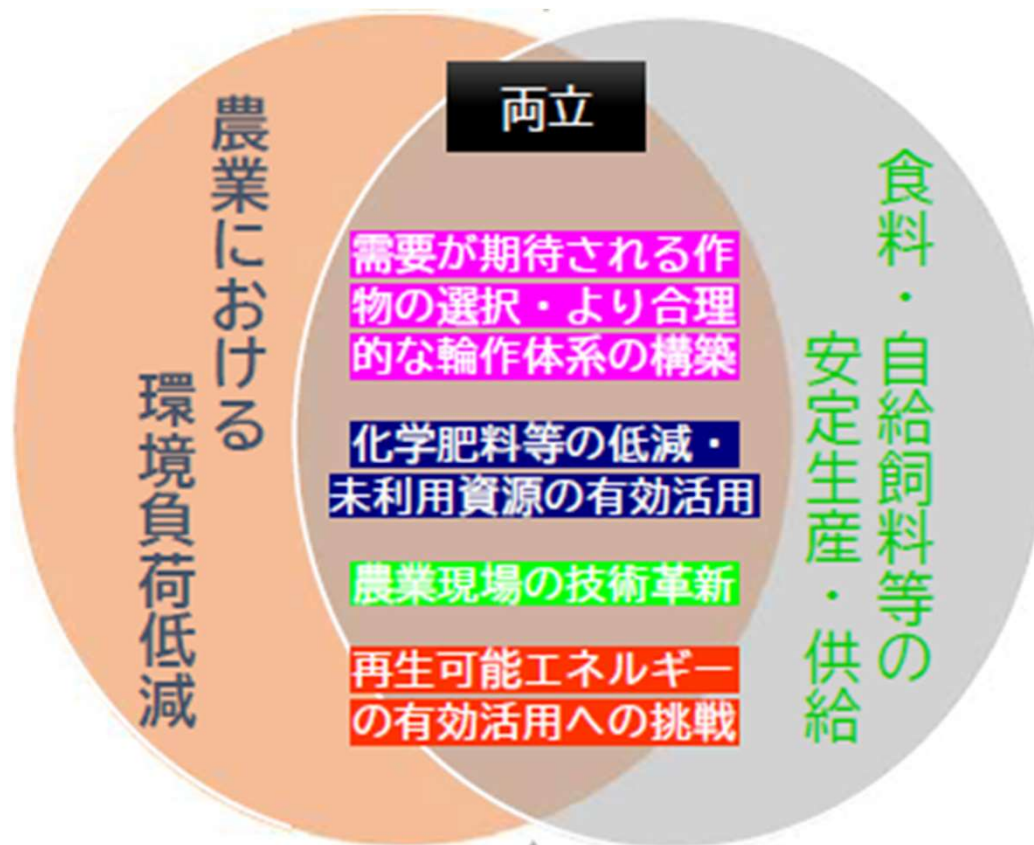 両立
農業における
環境負荷低減
需要が期待される作
物の選択・より合理
的な輪作体系の構築
化学肥料等の低減・
未利用資源の有効活用
農業現場の技術革新
再生可能エネルギー
の有効活用への挑戦
食料・自給飼料等の
安定生産・供給